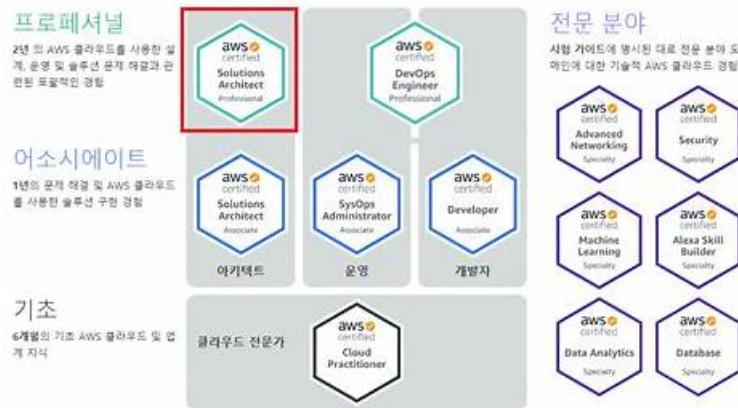 프로페셔널
2년 의 AWS 클라우드를 사용한 설
계, 운영 및 솔루션 문제 해결과 관
련된 포괄적인 경험
aws
certified
Solutions
Architect
Professional
aws
certified
DevOps
Engineer
Professional
어소시에이트
1년의 문제 해결 및 AWS 클라우드
를 사용한 솔루션 구현 경험
aws
certified
Solutions
Architect
Associate
aws
certified
SysOps
Administrator
Associate
aws
certified
Developer
Associate
아키텍트
운영
개발자
기초
6개월의 기초 AWS 클라우드 및 업
계 지식
클라우드 전문가
aws
certified
Cloud
Practitioner
전문 분야
시험 가이드에 명시된 대로 전문 분야 도
메인에 대한 기술적 AWS 클라우드 경험
aws
certified
Advanced
Networking
Specialty
aws
certified
Security
Specialty
aws
certified
Machine
Learning
Specialty
aws
certified
Alexa Skill
Builder
Specialty
aws
certified
Data Analytics
Specialty
aws
certified
Database
Specialty